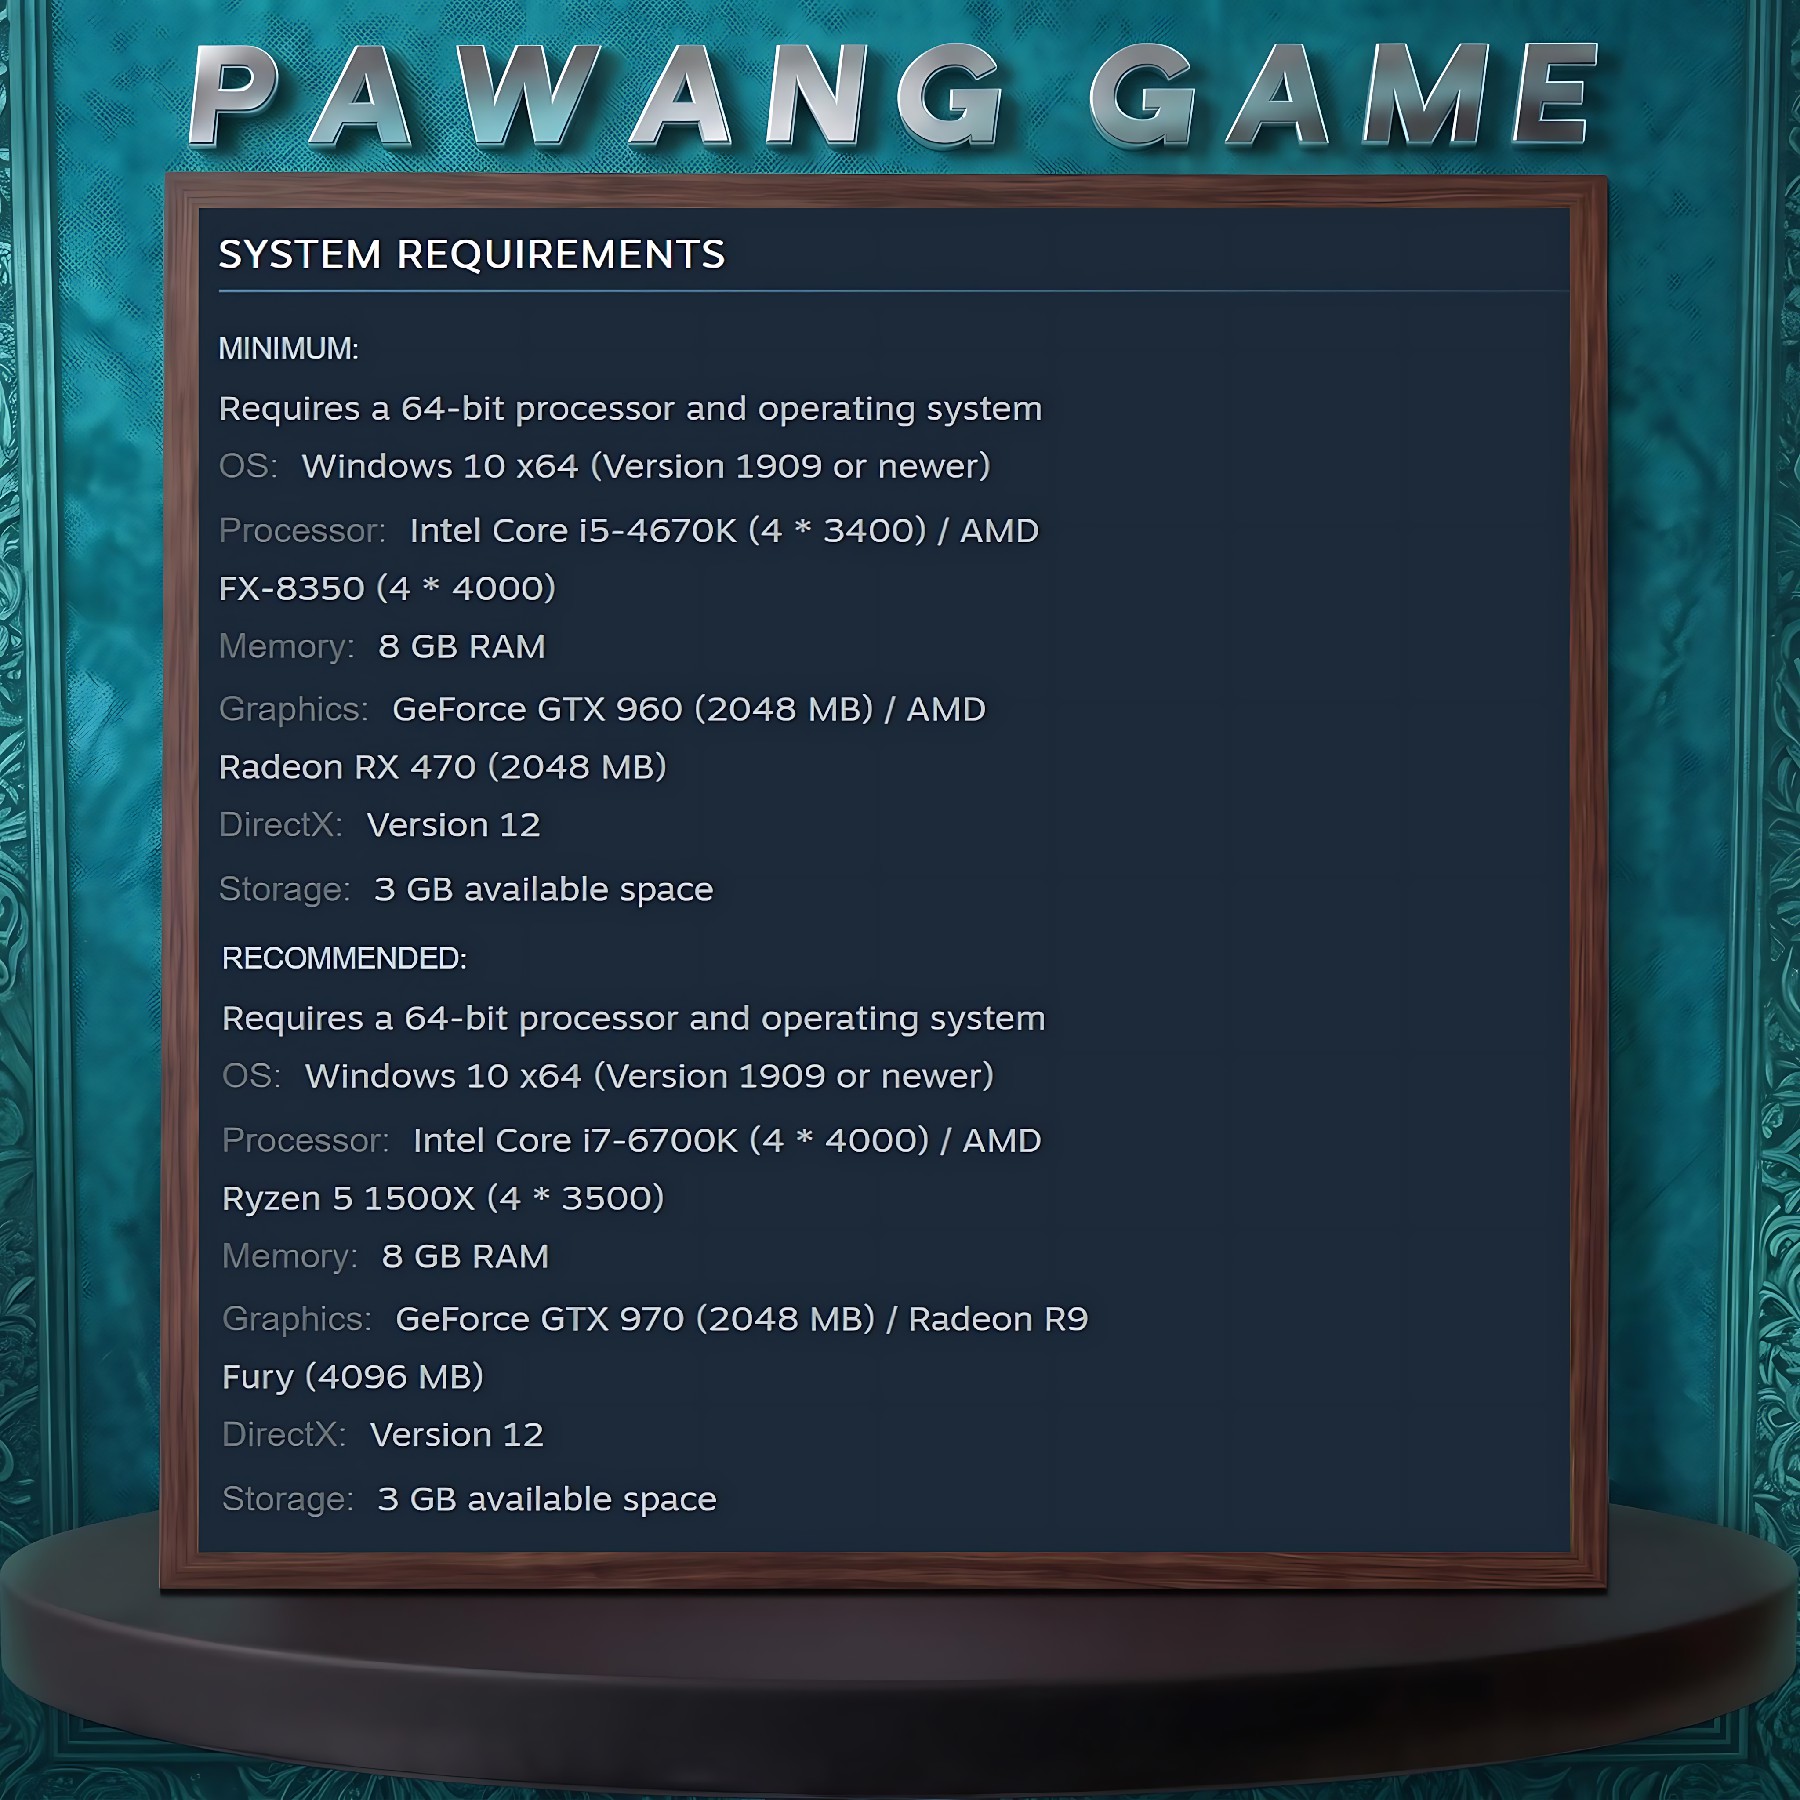 PAWANG GAME
SYSTEM REQUIREMENTS
MINIMUM:
Requires a 64-bit processor and operating system
OS: Windows 10 x64 (Version 1909 or newer)
Processor: Intel Core i5-4670K (4 * 3400) / AMD
FX-8350 (4 * 4000)
Memory: 8 GB RAM
Graphics: GeForce GTX 960 (2048 MB) / AMD
Radeon RX 470 (2048 MB)
DirectX: Version 12
Storage: 3 GB available space
RECOMMENDED:
Requires a 64-bit processor and operating system
OS: Windows 10 x64 (Version 1909 or newer)
Processor: Intel Core i7-6700K (4 * 4000) / AMD
Ryzen 5 1500X (4 * 3500)
Memory: 8 GB RAM
Graphics: GeForce GTX 970 (2048 MB) / Radeon R9
Fury (4096 MB)
DirectX: Version 12
Storage: 3 GB available space